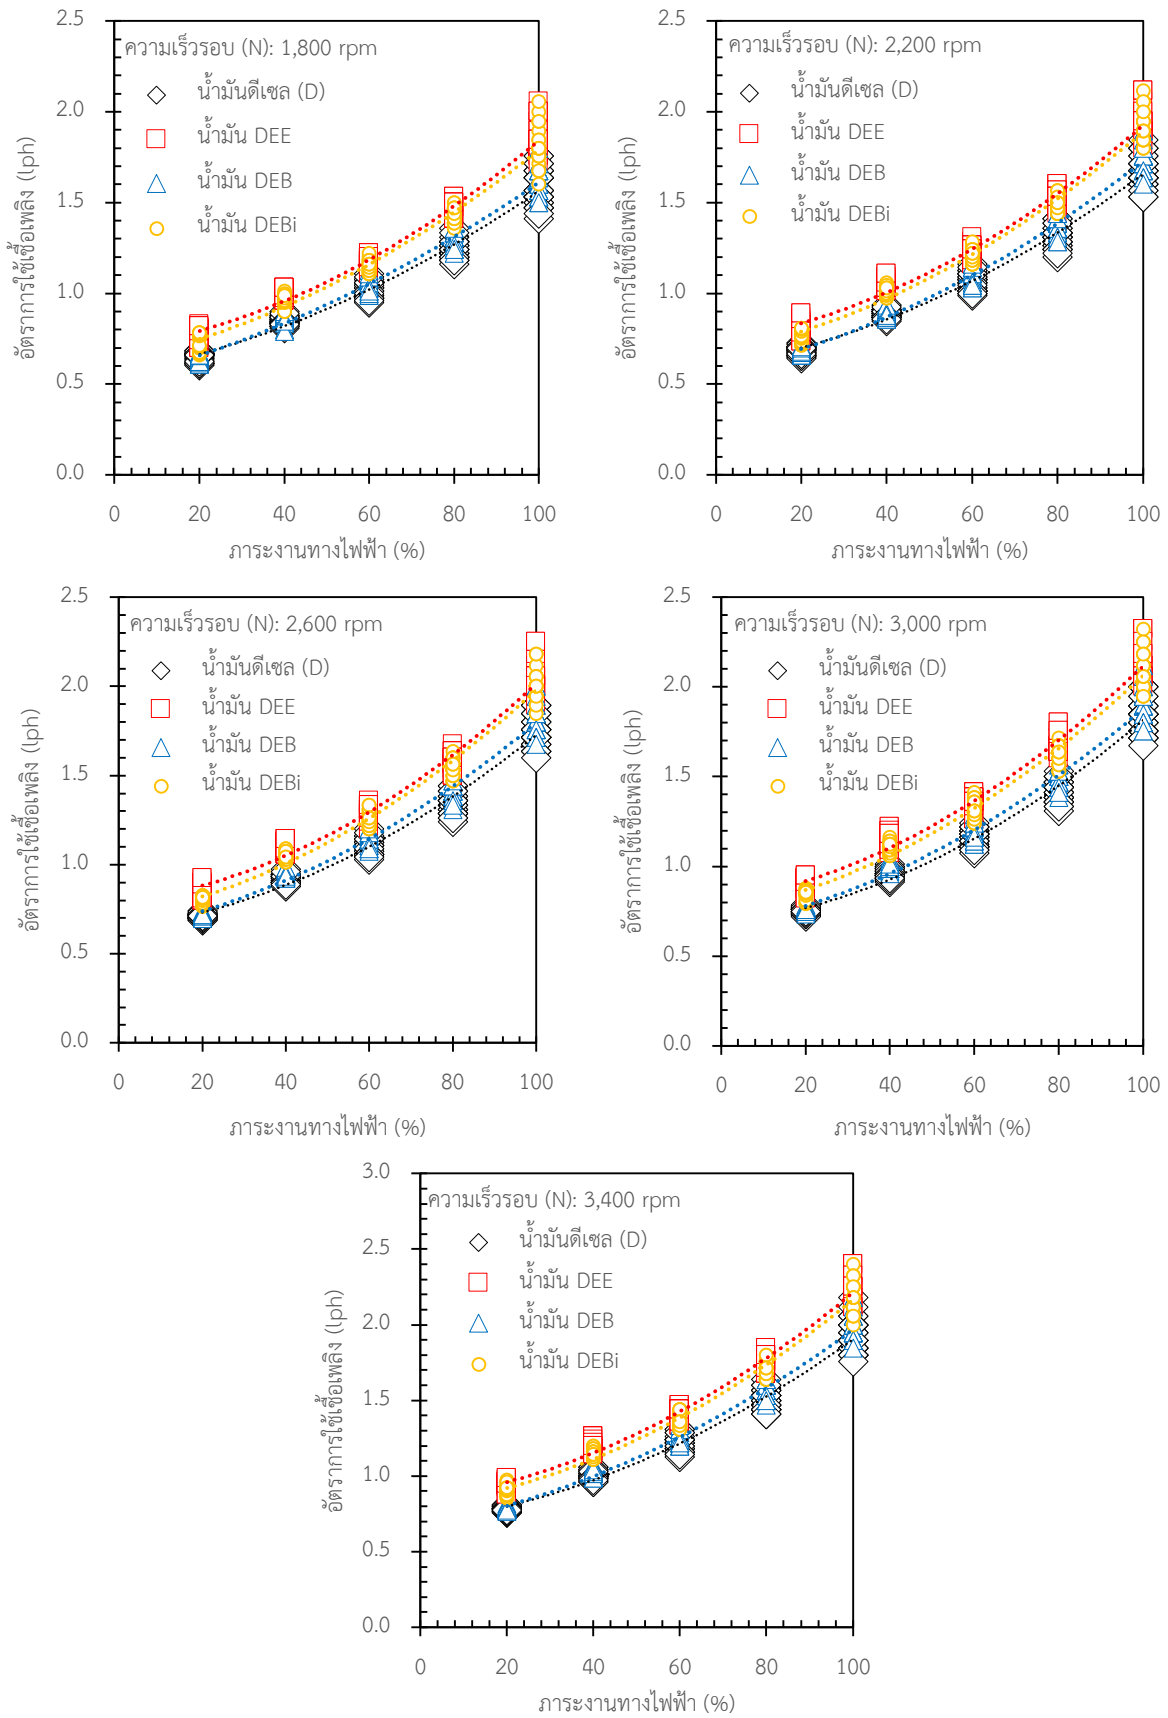 ความเร็วรอบ (N): 1,800 rpm
น้ำมันดีเซล (D)
น้ำมัน DEE
น้ำมัน DEB
น้ำมัน DEBi
อัตราการใช้เชื้อเพลิง (lph)
2.5
2.0
1.5
1.0
0.5
0.0
0 20 40 60 80 100
ภาระงานทางไฟฟ้า (%)
ความเร็วรอบ (N): 2,200 rpm
น้ำมันดีเซล (D)
น้ำมัน DEE
น้ำมัน DEB
น้ำมัน DEBi
อัตราการใช้เชื้อเพลิง (lph)
2.5
2.0
1.5
1.0
0.5
0.0
0 20 40 60 80 100
ภาระงานทางไฟฟ้า (%)
ความเร็วรอบ (N): 2,600 rpm
น้ำมันดีเซล (D)
น้ำมัน DEE
น้ำมัน DEB
น้ำมัน DEBi
อัตราการใช้เชื้อเพลิง (lph)
2.5
2.0
1.5
1.0
0.5
0.0
0 20 40 60 80 100
ภาระงานทางไฟฟ้า (%)
ความเร็วรอบ (N): 3,000 rpm
น้ำมันดีเซล (D)
น้ำมัน DEE
น้ำมัน DEB
น้ำมัน DEBi
อัตราการใช้เชื้อเพลิง (lph)
2.5
2.0
1.5
1.0
0.5
0.0
0 20 40 60 80 100
ภาระงานทางไฟฟ้า (%)
ความเร็วรอบ (N): 3,400 rpm
น้ำมันดีเซล (D)
น้ำมัน DEE
น้ำมัน DEB
น้ำมัน DEBi
อัตราการใช้เชื้อเพลิง (lph)
3.0
2.5
2.0
1.5
1.0
0.5
0.0
0 20 40 60 80 100
ภาระงานทางไฟฟ้า (%)